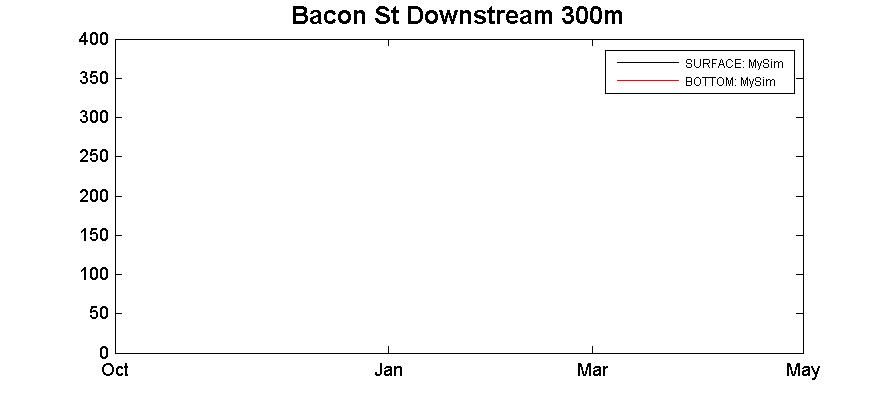 Bacon St Downstream 300m
400
350
300
250
200
150
100
50
0
SURFACE: MySim
BOTTOM: MySim
Oct Jan Mar May